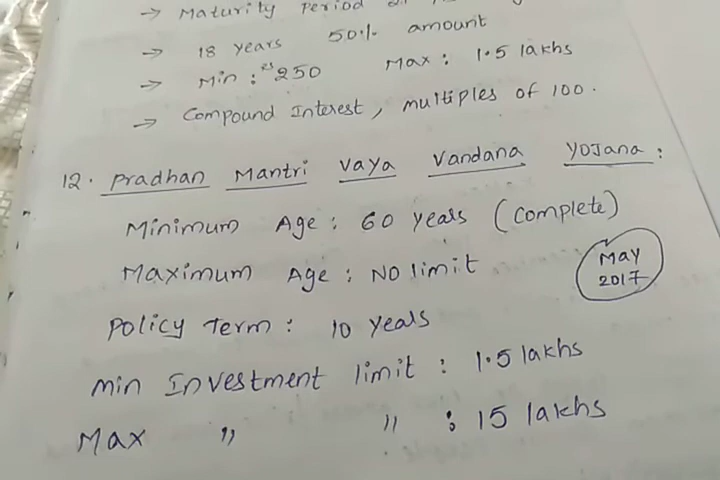 → Maturity Period
→ 18 years 50% amount
→ Min : Rs 250 Max : 1.5 lakhs
→ Compound Interest, multiples of 100.
12. Pradhan Mantri Vaya Vandana Yojana :
Minimum Age : 60 years (complete)
Maximum Age : No limit
May 2017
Policy Term : 10 years
Min Investment limit : 1.5 lakhs
Max " " : 15 lakhs